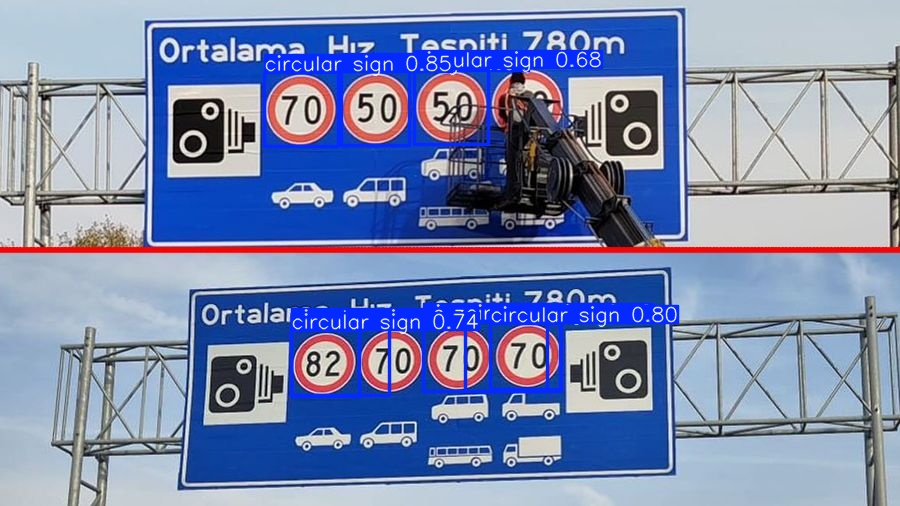 Ortalama Hız Tespiti 780m
circular sign 0.85
ular sign 0.68
70 50 50
Ortalama Hız Tespiti 780m
circular sign 0.74
circular sign 0.80
82 70 70 70